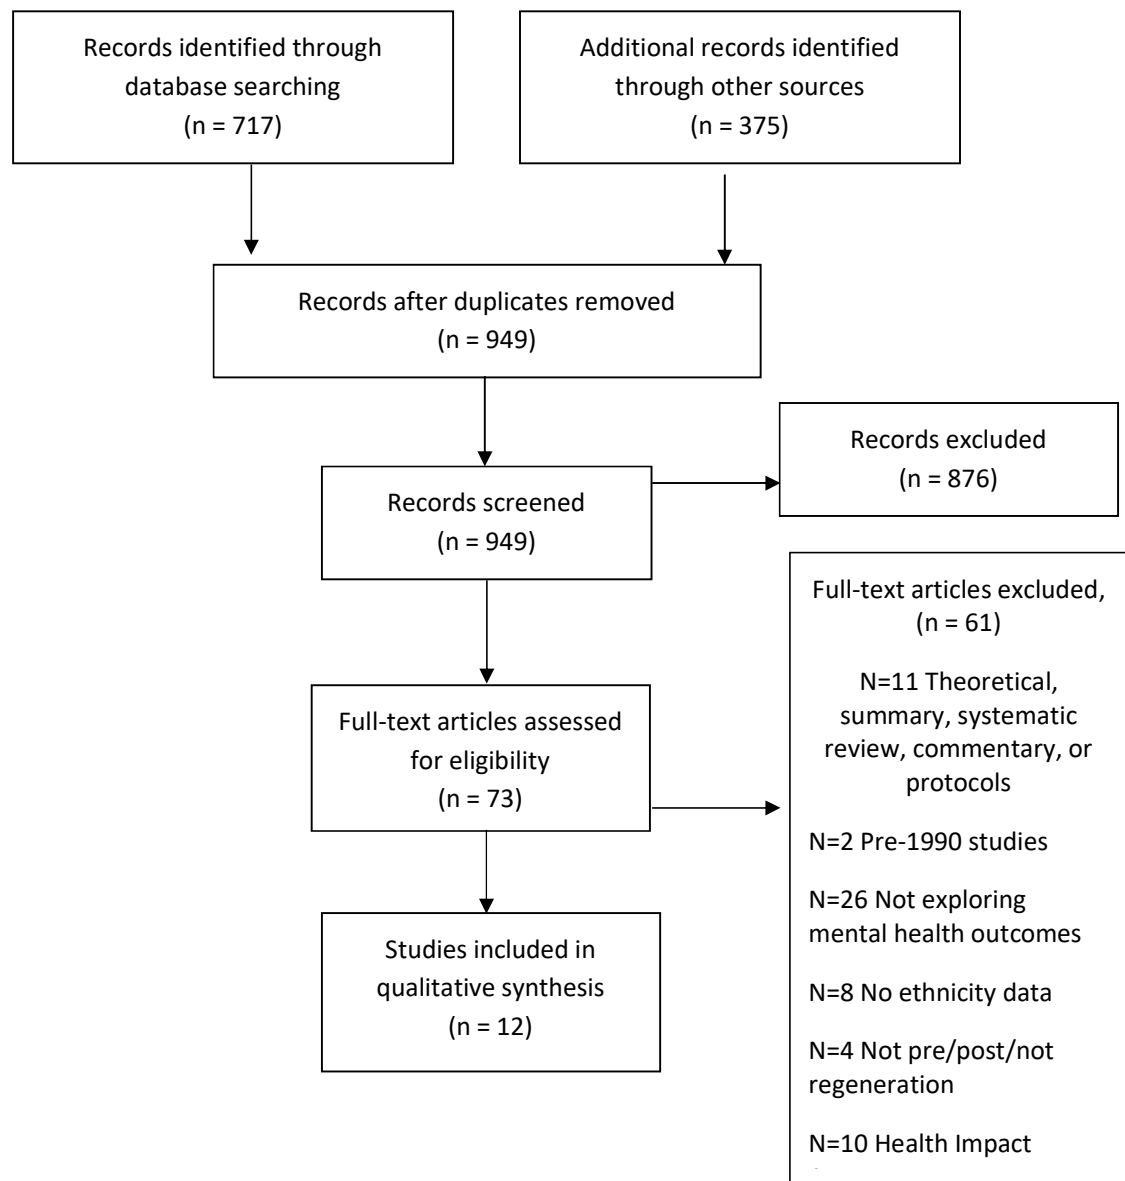 Records identified through
database searching
(n = 717)
Additional records identified
through other sources
(n = 375)
Records after duplicates removed
(n = 949)
Records excluded
(n = 876)
Records screened
(n = 949)
Full-text articles excluded,
(n = 61)
N=11 Theoretical,
summary, systematic
review, commentary, or
protocols
N=2 Pre-1990 studies
N=26 Not exploring
mental health outcomes
N=8 No ethnicity data
N=4 Not pre/post/not
regeneration
N=10 Health Impact
Full-text articles assessed
for eligibility
(n = 73)
Studies included in
qualitative synthesis
(n = 12)